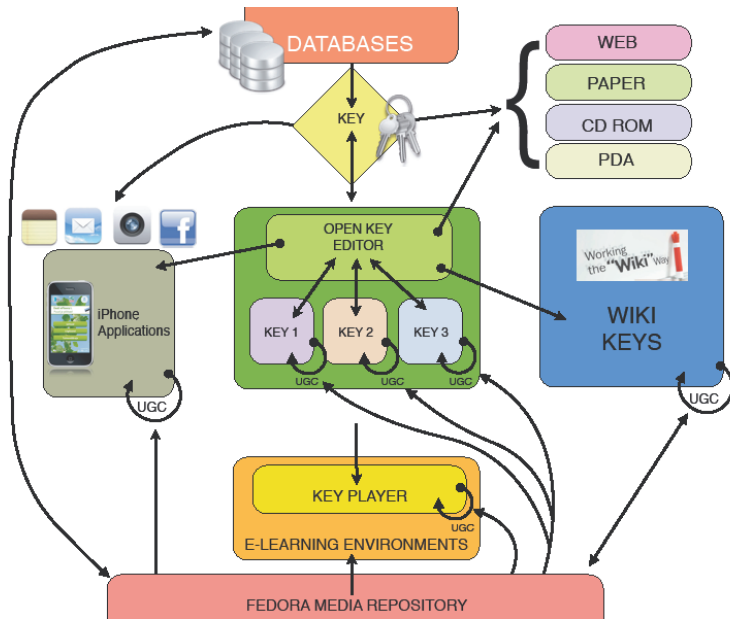 DATABASES
WEB
PAPER
CD ROM
PDA
KEY
OPEN KEY
EDITOR
KEY 1
KEY 2
KEY 3
UGC
UGC
UGC
iPhone
Applications
UGC
Working
the "Wiki" Way
WIKI
KEYS
UGC
KEY PLAYER
UGC
E-LEARNING ENVIRONMENTS
FEDORA MEDIA REPOSITORY